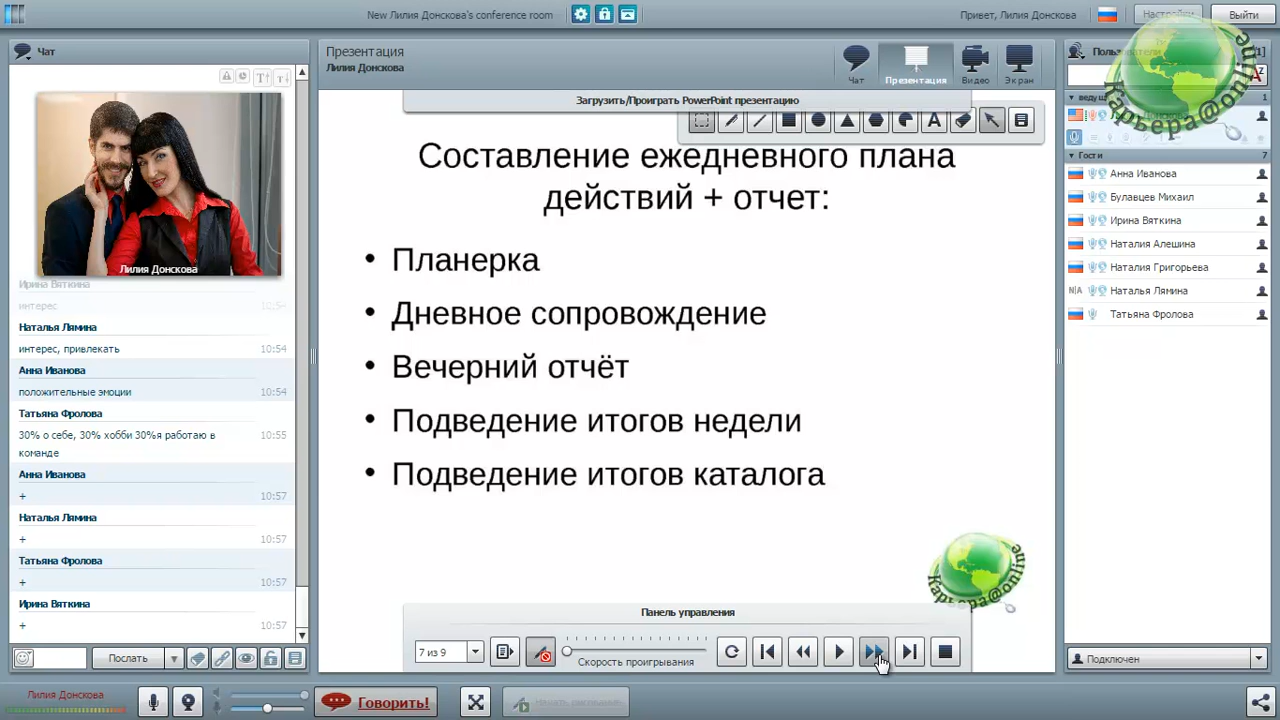 New Лилия Донскова's conference room
Привет, Лилия Донскова
Настройки
Выйти
Чат
Лилия Донскова
Ирина Вяткина
интерес 10:54
Наталья Лямина
интерес, привлекать 10:54
Анна Иванова
положительные эмоции 10:54
Татьяна Фролова
30% о себе, 30% хобби 30%я работаю в 10:55
команде
Анна Иванова
+ 10:57
Наталья Лямина
+ 10:57
Татьяна Фролова
+ 10:57
Ирина Вяткина
+ 10:57
Послать
Презентация
Лилия Донскова
Чат
Презентация
Видео
Экран
Загрузить/Проиграть PowerPoint презентацию
Составление ежедневного плана
действий + отчет:
• Планерка
• Дневное сопровождение
• Вечерний отчёт
• Подведение итогов недели
• Подведение итогов каталога
Карьера@online
Панель управления
7 из 9
Скорость проигрывания
Пользователи
1]
Карьера@online
ведущ 1
Гости 7
Анна Иванова
Булавцев Михаил
Ирина Вяткина
Наталия Алешина
Наталия Григорьева
N/A Наталья Лямина
Татьяна Фролова
Подключен
Лилия Донскова
Говорить!